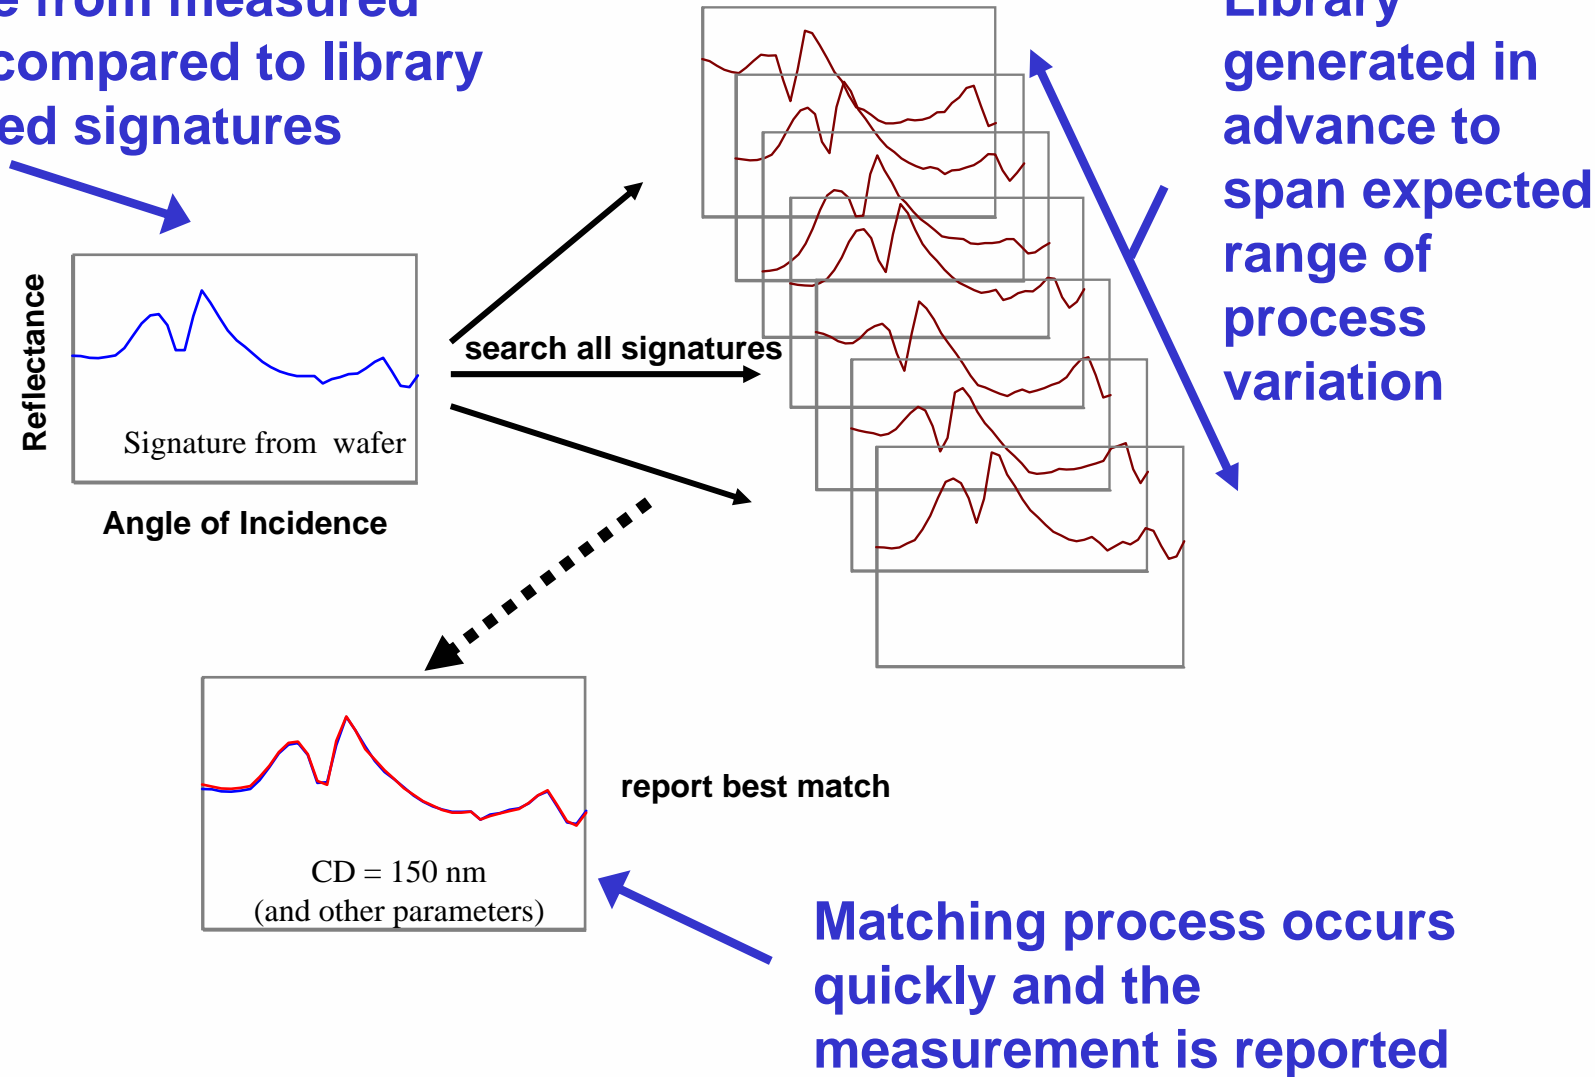 e from measured
compared to library
ed signatures
Library
generated in
advance to
span expected
range of
process
variation
Reflectance
search all signatures
Signature from wafer
Angle of Incidence
report best match
CD = 150 nm
(and other parameters)
Matching process occurs
quickly and the
measurement is reported